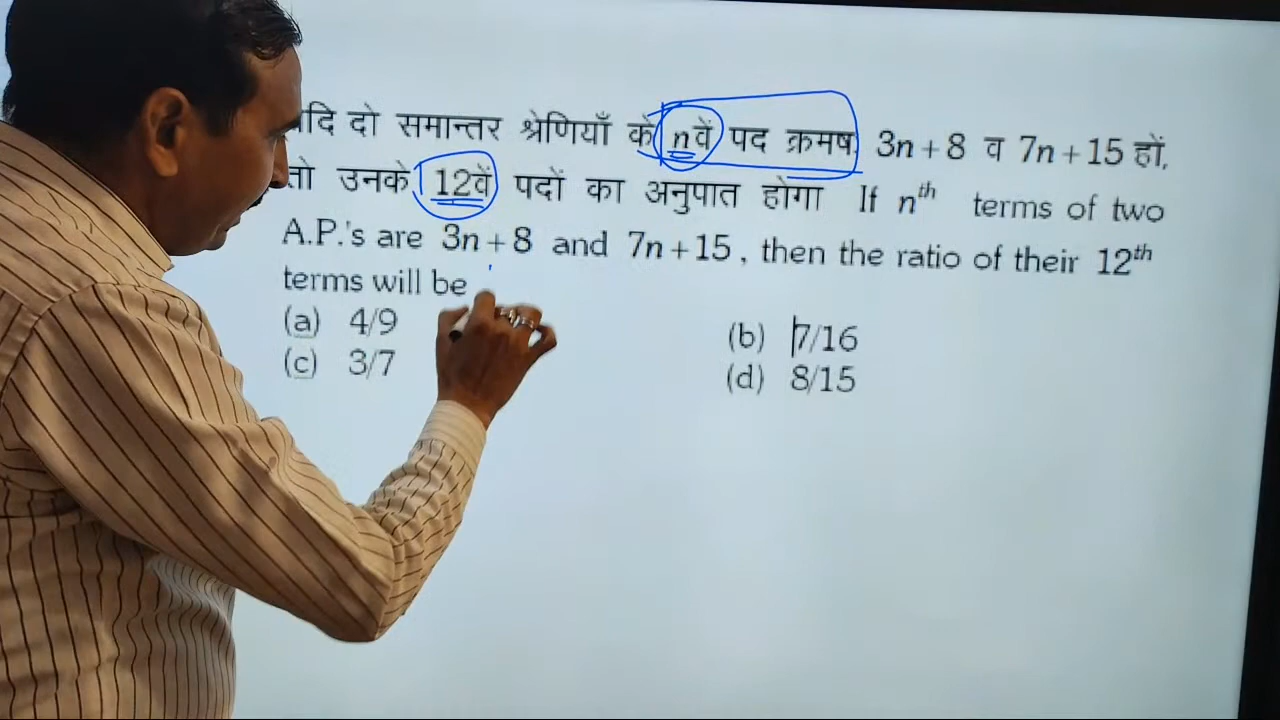 दि दो समान्तर श्रेणियाँ के nवें पद क्रमष 3n + 8 व 7n + 15 हों,
तो उनके 12वें पदों का अनुपात होगा If nᵗʰ terms of two
A.P.'s are 3n + 8 and 7n + 15 , then the ratio of their 12ᵗʰ
terms will be
(a) 4/9 (b) 7/16
(c) 3/7 (d) 8/15